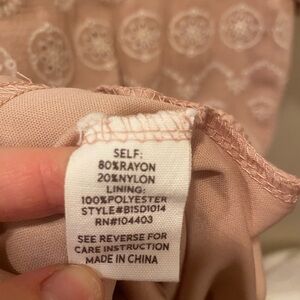 SELF:
80%RAYON
20%NYLON
LINING:
100%POLYESTER
STYLE#B1SD1014
RN#104403
SEE REVERSE FOR
CARE INSTRUCTION
MADE IN CHINA